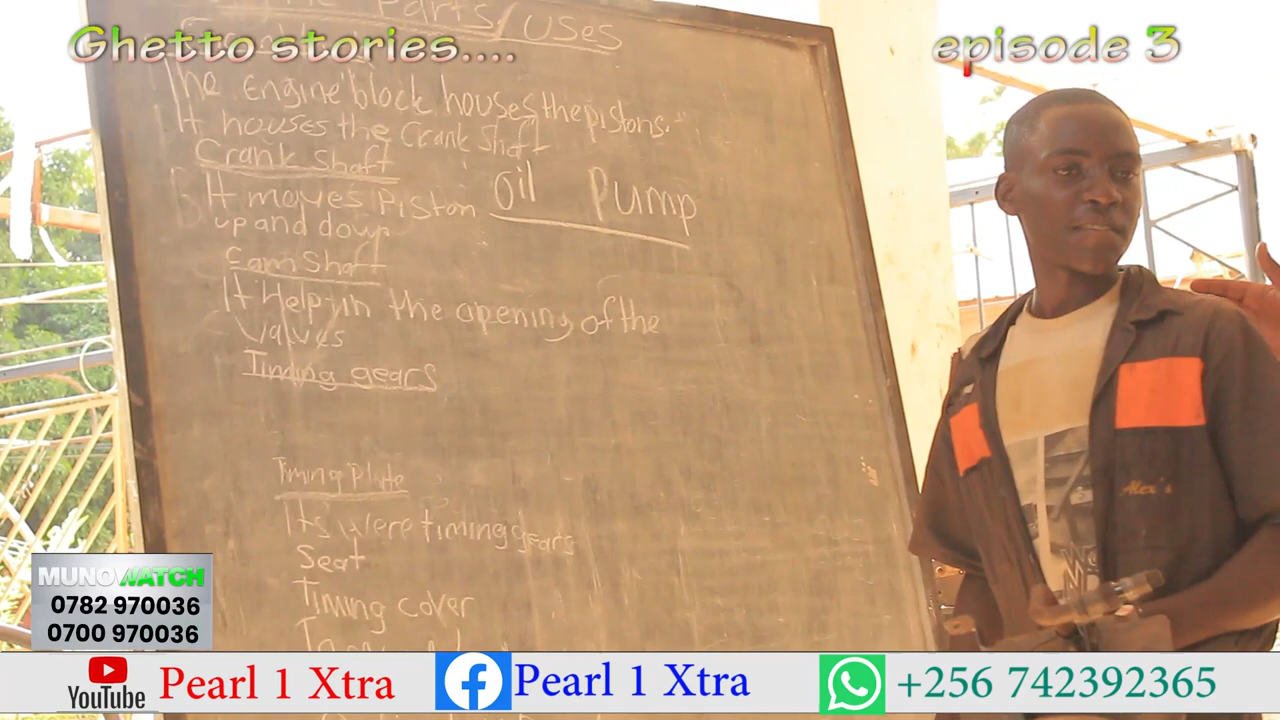 Ghetto stories....
episode 3
Parts/Uses
The engine block houses the pistons.
It houses the Crank Shaft
Crank Shaft
It moves Piston
up and down
Oil Pump
Cam Shaft
It Help in the opening of the
Valves
Timing gears
Timing Plate
Its were timing gears
Seat
Timing cover
Alex's
MUNOWATCH
0782 970036
0700 970036
YouTube
Pearl 1 Xtra
Pearl 1 Xtra
+256 742392365